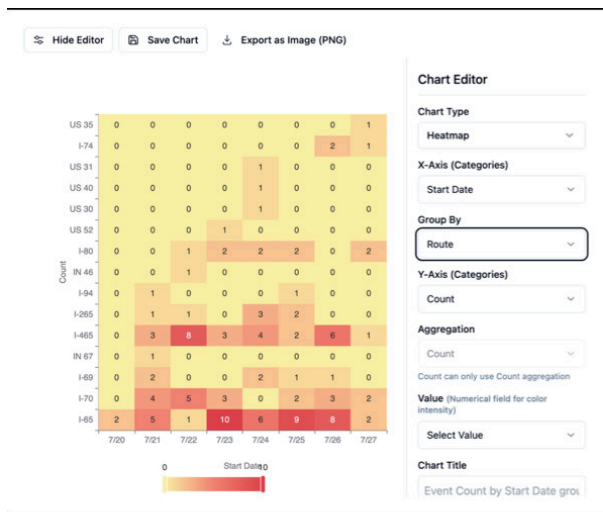 Hide Editor Save Chart Export as Image (PNG)
Chart Editor
Chart Type
Heatmap
X-Axis (Categories)
Start Date
Group By
Route
Y-Axis (Categories)
Count
Aggregation
Count
Count can only use Count aggregation
Value (Numerical field for color
intensity)
Select Value
Chart Title
Event Count by Start Date grou
Count
US 35 0 0 0 0 0 0 0 1
I-74 0 0 0 0 0 0 2 1
US 31 0 0 0 0 1 0 0 0
US 40 0 0 0 0 1 0 0 0
US 30 0 0 0 0 1 0 0 0
US 52 0 0 0 1 0 0 0 0
I-80 0 0 1 2 2 2 0 2
IN 46 0 0 1 0 0 0 0 0
I-94 0 1 0 0 0 1 0 0
I-265 0 1 1 0 3 2 0 0
I-465 0 3 8 3 4 2 6 1
IN 67 0 1 0 0 0 0 0 0
I-69 0 2 0 0 2 1 1 0
I-70 0 4 5 3 0 2 3 2
I-65 2 5 1 10 6 9 8 2
7/20 7/21 7/22 7/23 7/24 7/25 7/26 7/27
0 Start Date 10